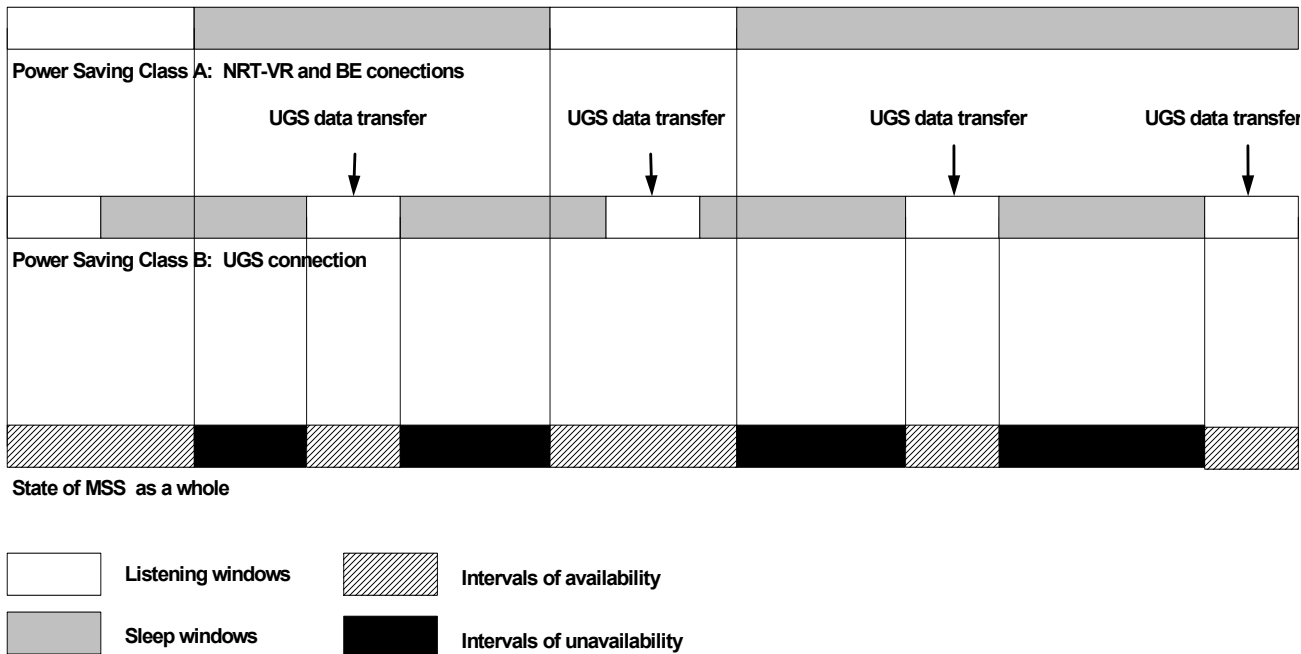 Power Saving Class A: NRT-VR and BE conections
UGS data transfer
UGS data transfer
UGS data transfer
UGS data transfer
Power Saving Class B: UGS connection
State of MSS as a whole
Listening windows
Intervals of availability
Sleep windows
Intervals of unavailability